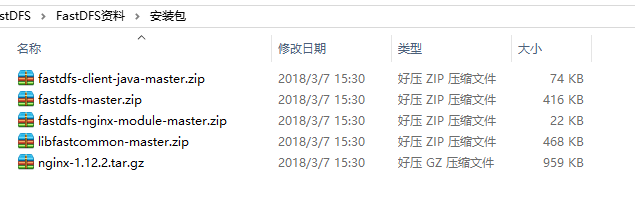 astDFS > FastDFS资料 > 安装包
名称 修改日期 类型 大小
fastdfs-client-java-master.zip 2018/3/7 15:30 好压 ZIP 压缩文件 74 KB
fastdfs-master.zip 2018/3/7 15:30 好压 ZIP 压缩文件 416 KB
fastdfs-nginx-module-master.zip 2018/3/7 15:30 好压 ZIP 压缩文件 22 KB
libfastcommon-master.zip 2018/3/7 15:30 好压 ZIP 压缩文件 468 KB
nginx-1.12.2.tar.gz 2018/3/7 15:30 好压 GZ 压缩文件 959 KB